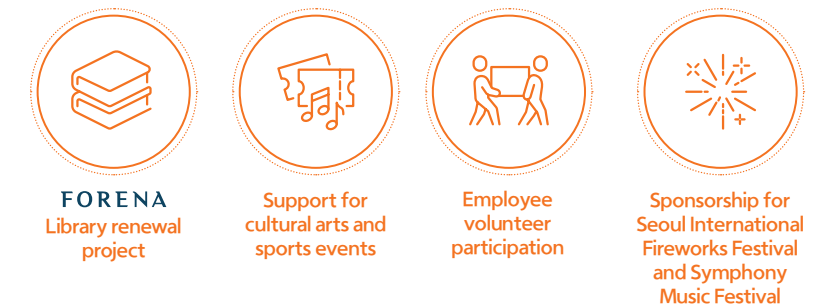 FORENA
Library renewal
project
Support for
cultural arts and
sports events
Employee
volunteer
participation
Sponsorship for
Seoul International
Fireworks Festival
and Symphony
Music Festival